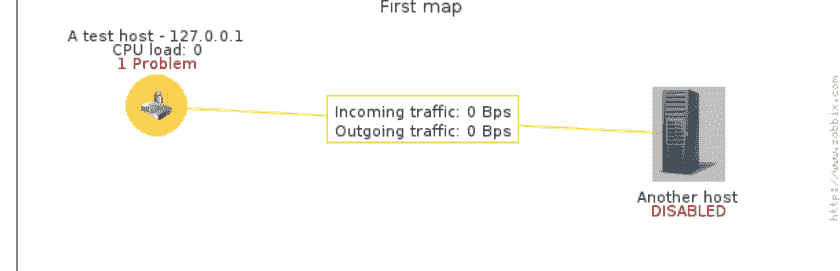 First map
A test host - 127.0.0.1
CPU load: 0
1 Problem
Incoming traffic: 0 Bps
Outgoing traffic: 0 Bps
Another host
DISABLED
http://www.zabbix.com